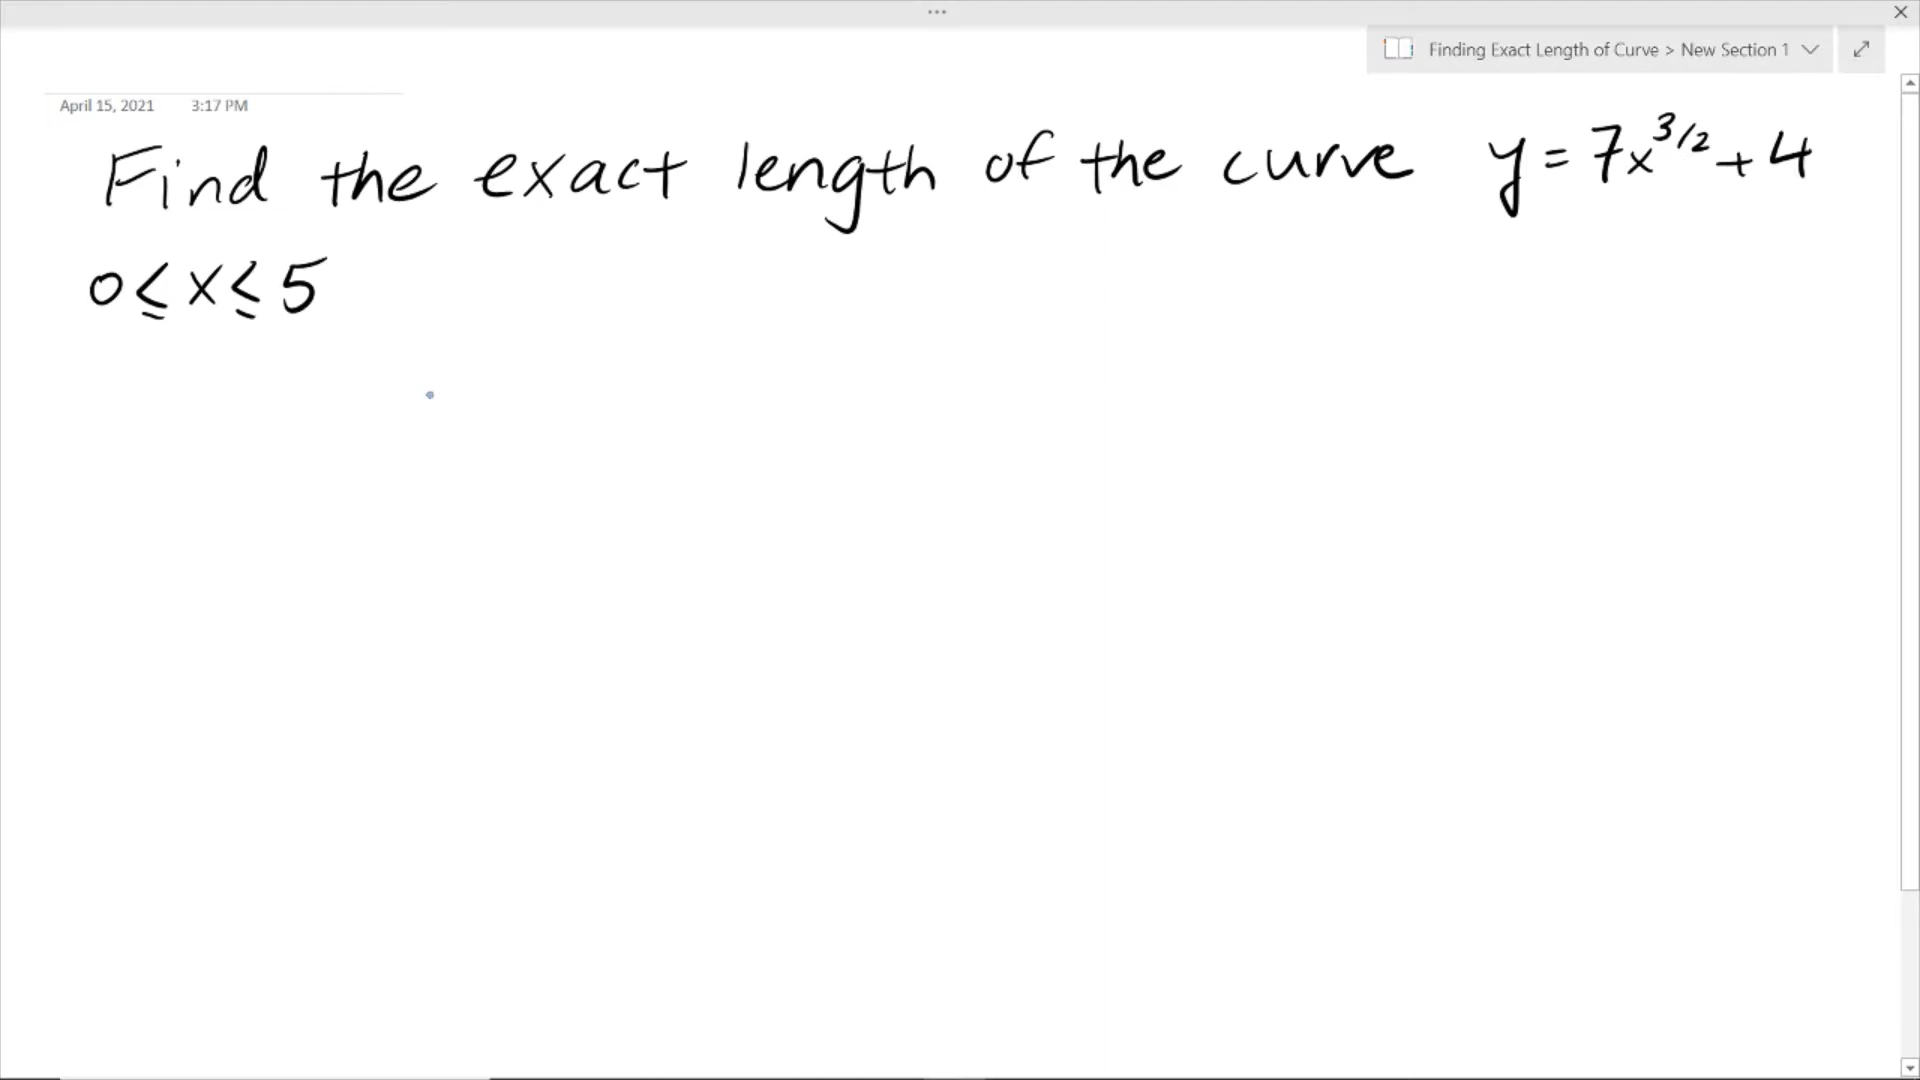 Finding Exact Length of Curve > New Section 1
April 15, 2021 3:17 PM
Find the exact length of the curve y = 7x^3/2 + 4
0 ≤ x ≤ 5